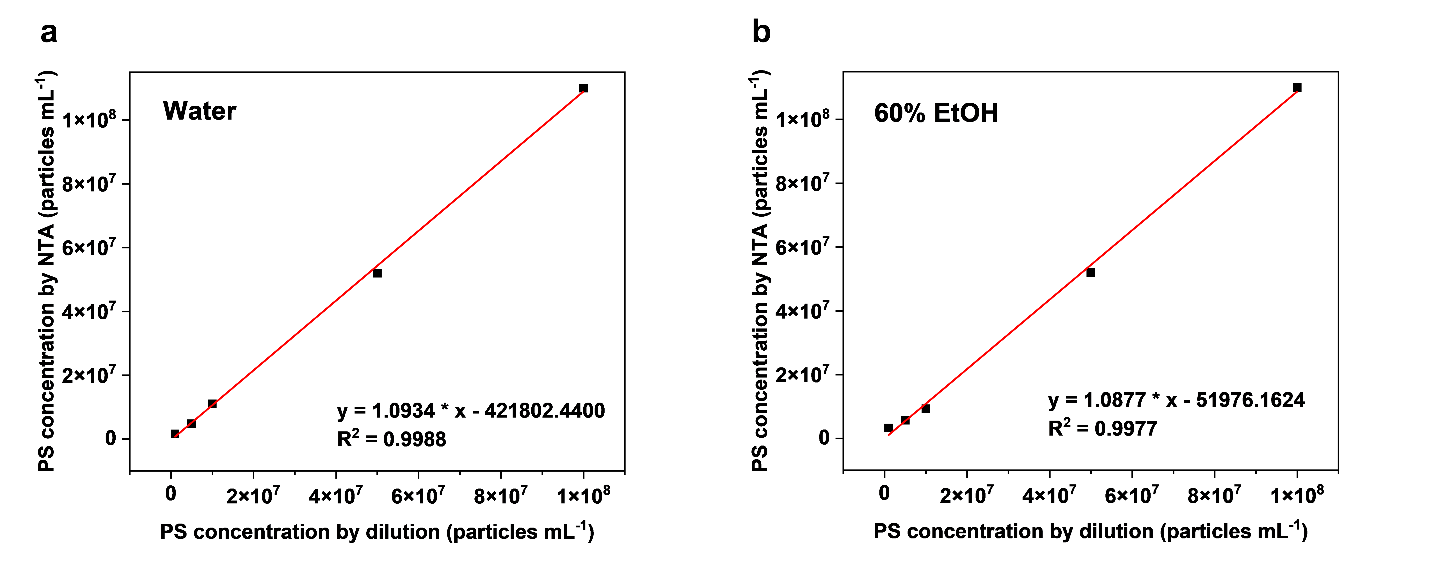 a
Water
PS concentration by NTA (particles mL⁻¹)
1×10⁸
8×10⁷
6×10⁷
4×10⁷
2×10⁷
0
y = 1.0934 * x - 421802.4400
R² = 0.9988
0 2×10⁷ 4×10⁷ 6×10⁷ 8×10⁷ 1×10⁸
PS concentration by dilution (particles mL⁻¹)
b
60% EtOH
PS concentration by NTA (particles mL⁻¹)
1×10⁸
8×10⁷
6×10⁷
4×10⁷
2×10⁷
0
y = 1.0877 * x - 51976.1624
R² = 0.9977
0 2×10⁷ 4×10⁷ 6×10⁷ 8×10⁷ 1×10⁸
PS concentration by dilution (particles mL⁻¹)